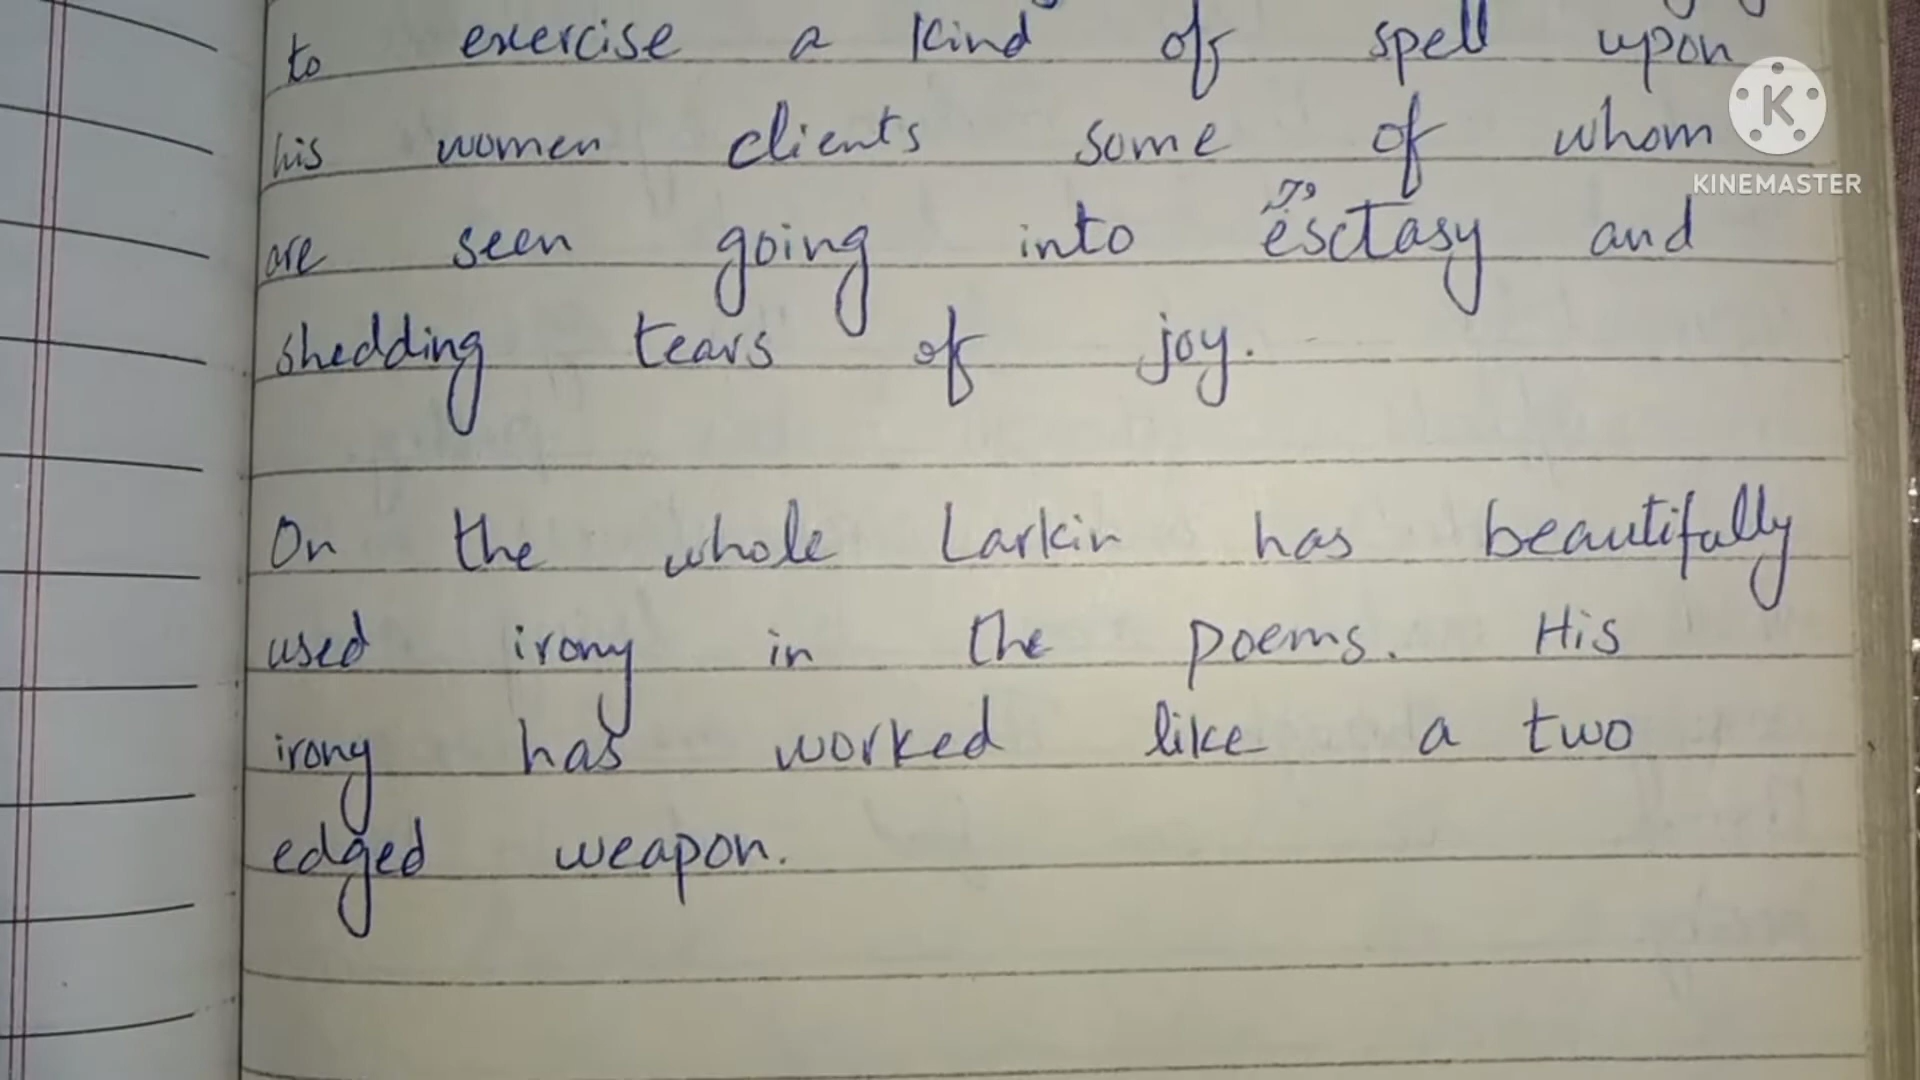 to exercise a kind of spell upon
his women clients some of whom
are seen going into esctasy and
shedding tears of joy.
On the whole Larkin has beautifully
used irony in the poems. His
irony has worked like a two
edged weapon.
K
KINEMASTER